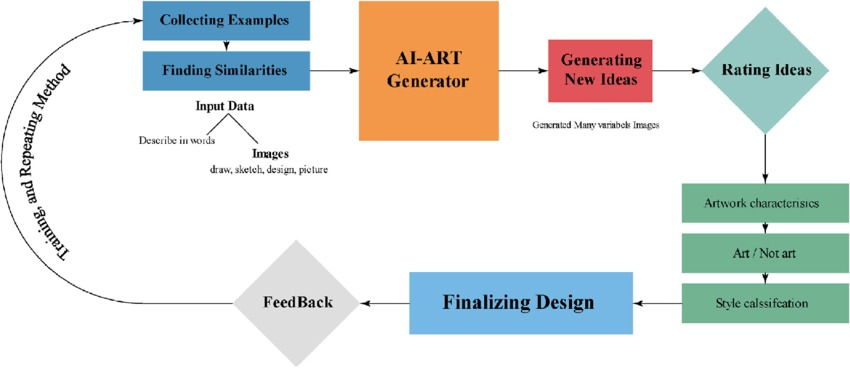 Collecting Examples
Finding Similarities
Input Data
Describe in words
Images
draw, sketch, design, picture
AI-ART
Generator
Generating
New Ideas
Generated Many variabels Images
Rating Ideas
Artwork characterisics
Art / Not art
Style calssifcation
Finalizing Design
FeedBack
Training, and Repeating Method